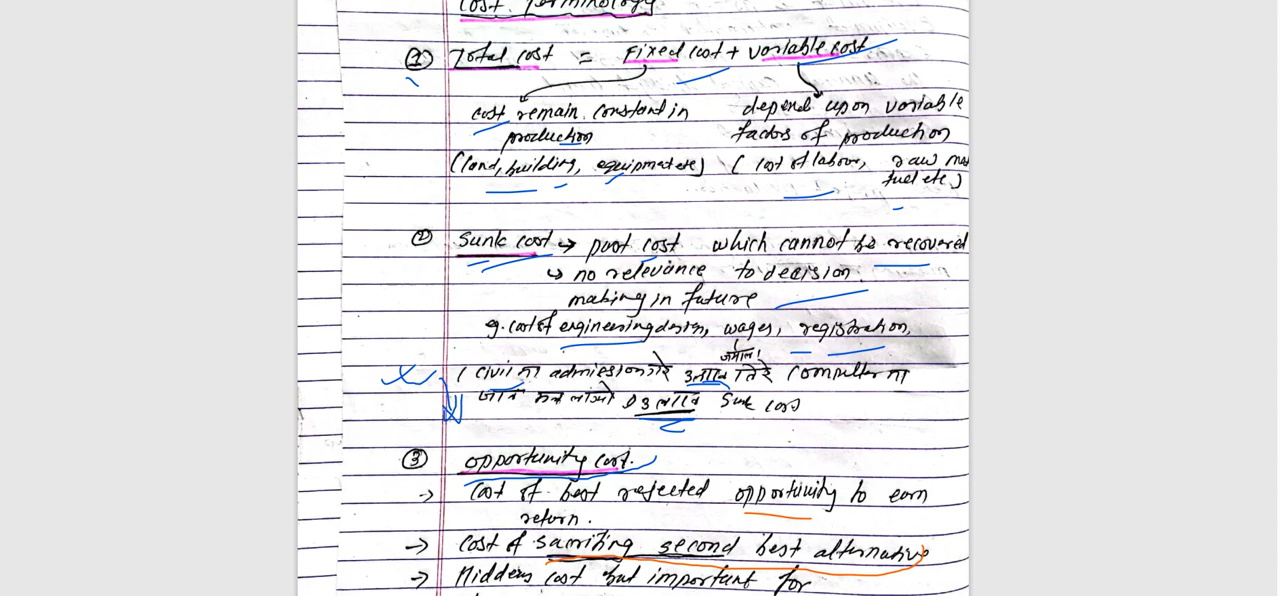 Cost Terminology
① Total cost = Fixed cost + variable cost
cost remain constant in production
(land, building, equipment etc)
depend upon variable factors of production
(cost of labour, raw mat fuel etc)
② Sunk cost → past cost which cannot be recovered
↳ no relevance to decision
making in future
eg. cost of engineering design, wages, registration,
(civil मा admission गरे तिरे computer मा
जान मन लाग्यो Sunk cost
③ opportunity cost.
→ Cost of best rejected opportunity to earn
return.
→ cost of sacrifing second best alternative
→ Hidden cost but important for